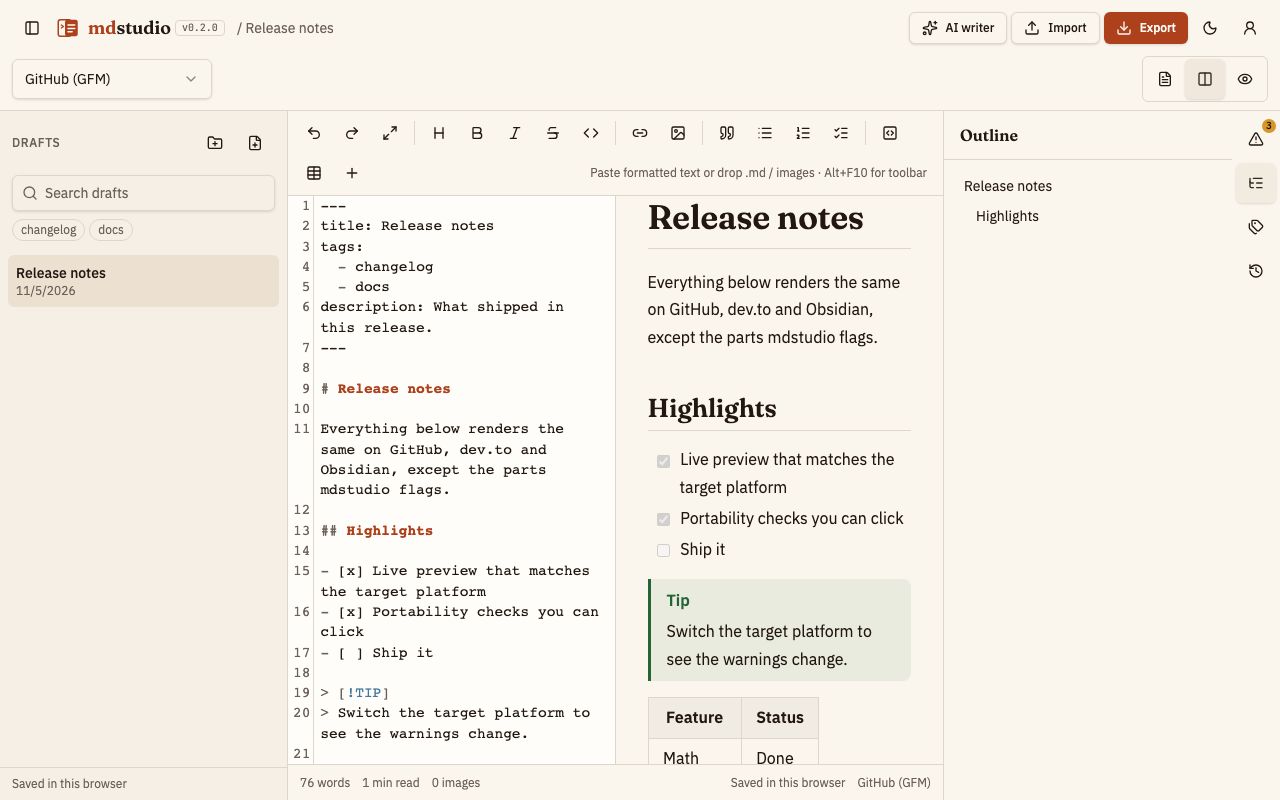 mdstudio v0.2.0 / Release notes
AI writer Import Export
GitHub (GFM)
DRAFTS
Search drafts
changelog docs
Release notes
11/5/2026
Saved in this browser
Paste formatted text or drop .md / images · Alt+F10 for toolbar
1 ---
2 title: Release notes
3 tags:
4   - changelog
5   - docs
6 description: What shipped in
this release.
7 ---
8
9 # Release notes
10
11 Everything below renders the
same on GitHub, dev.to and
Obsidian, except the parts
mdstudio flags.
12
13 ## Highlights
14
15 - [x] Live preview that matches
the target platform
16 - [x] Portability checks you can
click
17 - [ ] Ship it
18
19 > [!TIP]
20 > Switch the target platform to
see the warnings change.
21
Release notes
Everything below renders the same
on GitHub, dev.to and Obsidian,
except the parts mdstudio flags.
Highlights
Live preview that matches the
target platform
Portability checks you can click
Ship it
Tip
Switch the target platform to
see the warnings change.
Feature Status
Math Done
76 words 1 min read 0 images
Saved in this browser GitHub (GFM)
Outline
3
Release notes
Highlights